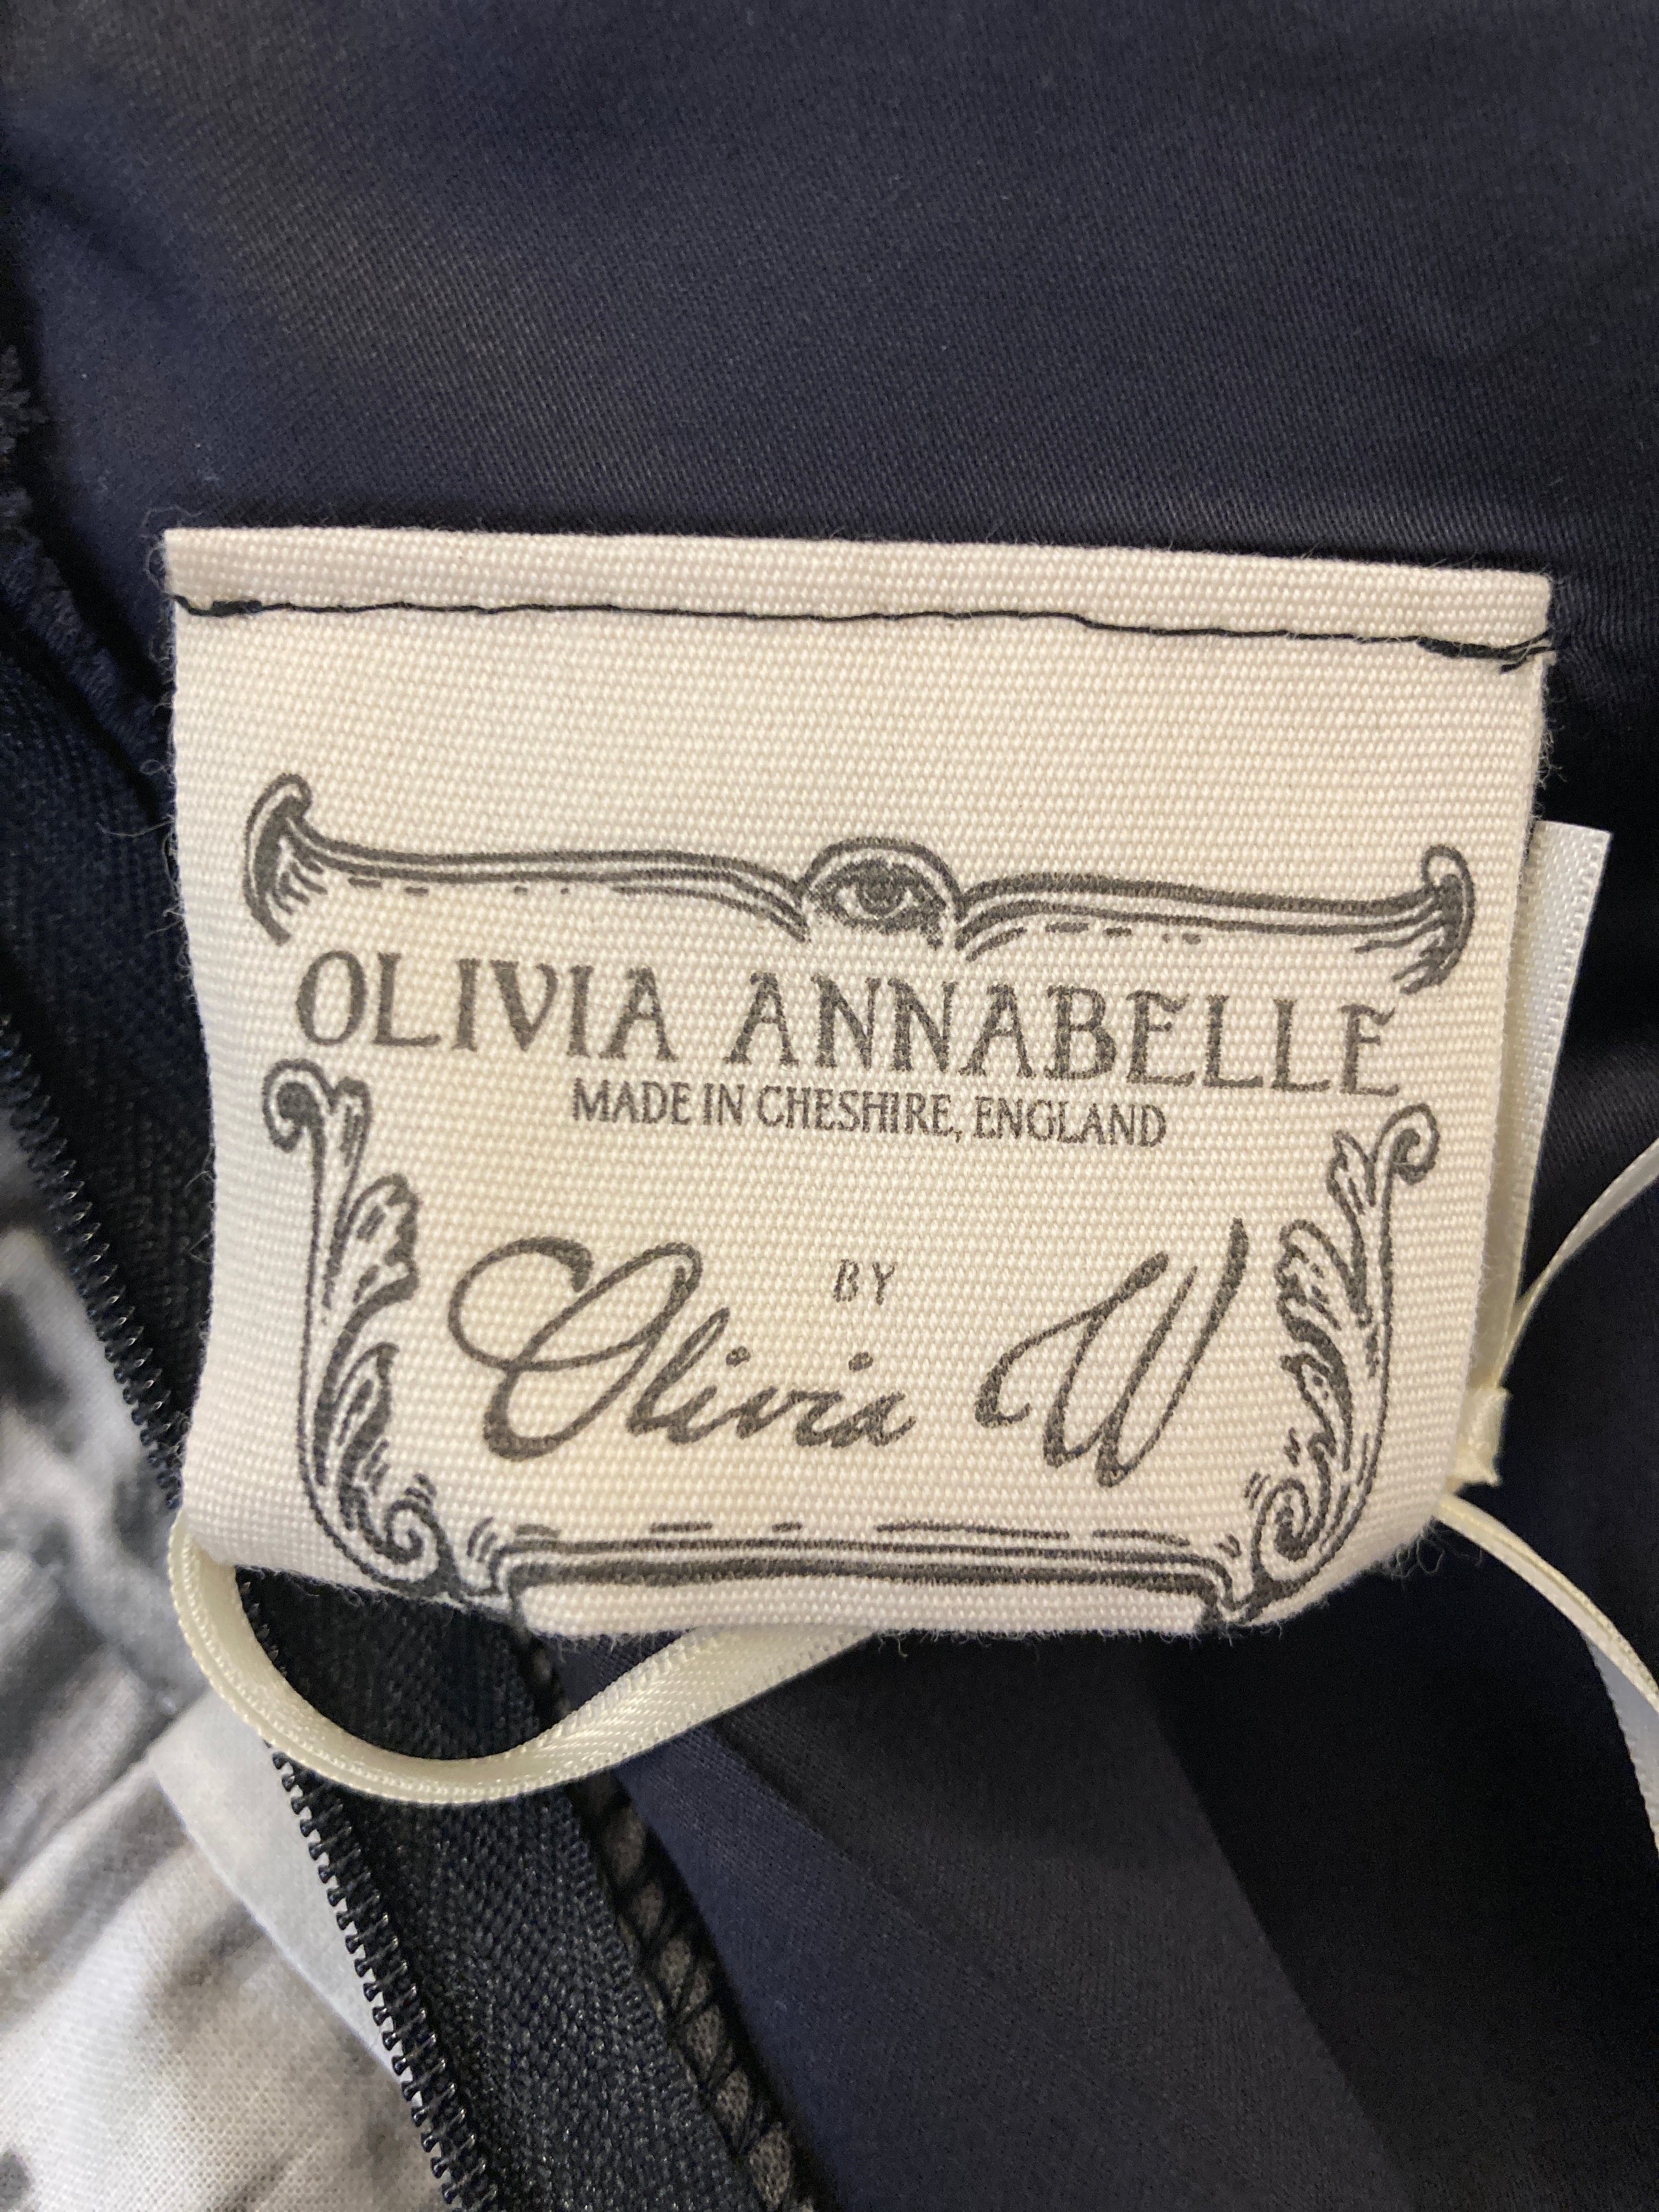 OLIVIA ANNABELLE
MADE IN CHESHIRE, ENGLAND
BY
Olivia W